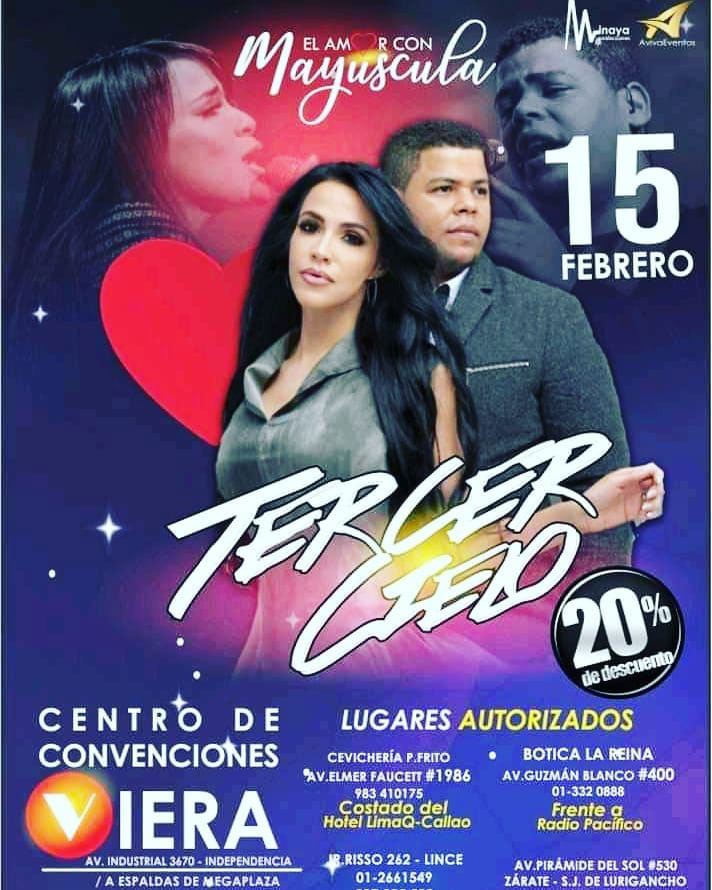 EL AMOR CON
Mayuscula
Minaya
AvivaEventos
15
FEBRERO
TERCER
CIELO
20%
de descuento
CENTRO DE
CONVENCIONES
VIERA
AV. INDUSTRIAL 3670 - INDEPENDENCIA
/ A ESPALDAS DE MEGAPLAZA
LUGARES AUTORIZADOS
CEVICHERÍA P.FRITO
AV.ELMER FAUCETT #1986
983 410175
Costado del
Hotel LimaQ-Callao
JR.RISSO 262 - LINCE
01-2661549
BOTICA LA REINA
AV.GUZMÁN BLANCO #400
01-332 0888
Frente a
Radio Pacífico
AV.PIRÁMIDE DEL SOL #530
ZÁRATE - S.J. DE LURIGANCHO